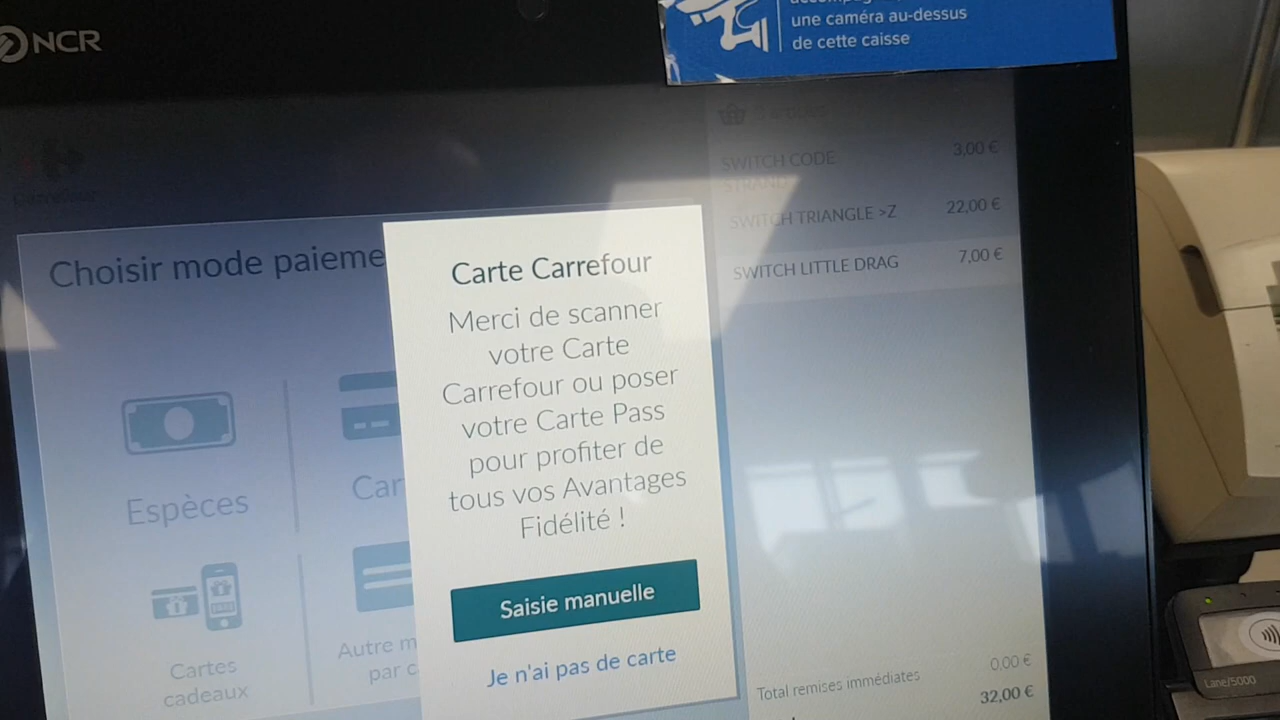 NCR
une caméra au-dessus
de cette caisse
SWITCH CODE
STRAND
3,00 €
SWITCH TRIANGLE >Z
22,00 €
SWITCH LITTLE DRAG
7,00 €
Choisir mode paieme
Espèces
Car
Cartes
cadeaux
Autre m
par c
Carte Carrefour
Merci de scanner
votre Carte
Carrefour ou poser
votre Carte Pass
pour profiter de
tous vos Avantages
Fidélité !
Saisie manuelle
Je n'ai pas de carte
Total remises immédiates
0,00 €
32,00 €
Lane/5000